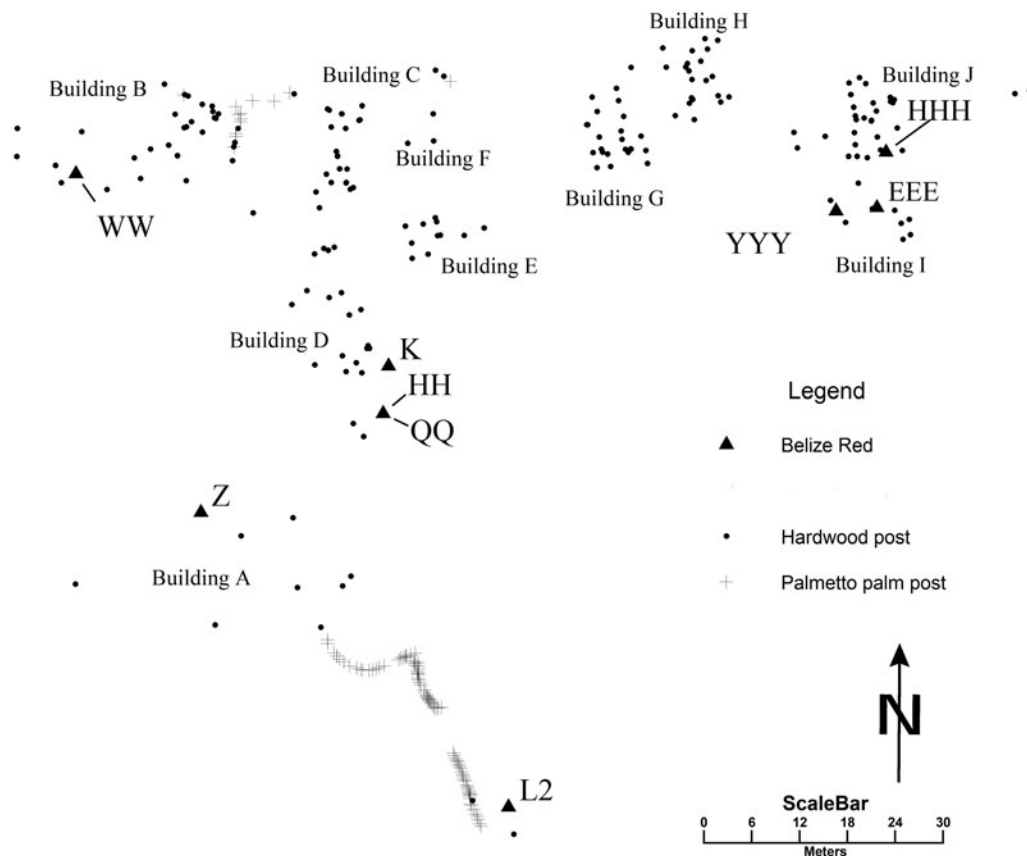 Building H
Building B
Building C
Building J
HHH
Building F
WW
Building G
EEE
YYY
Building E
Building I
Building D
K
HH
QQ
Legend
Belize Red
Z
Hardwood post
Building A
Palmetto palm post
N
L2
ScaleBar
0 6 12 18 24 30
Meters